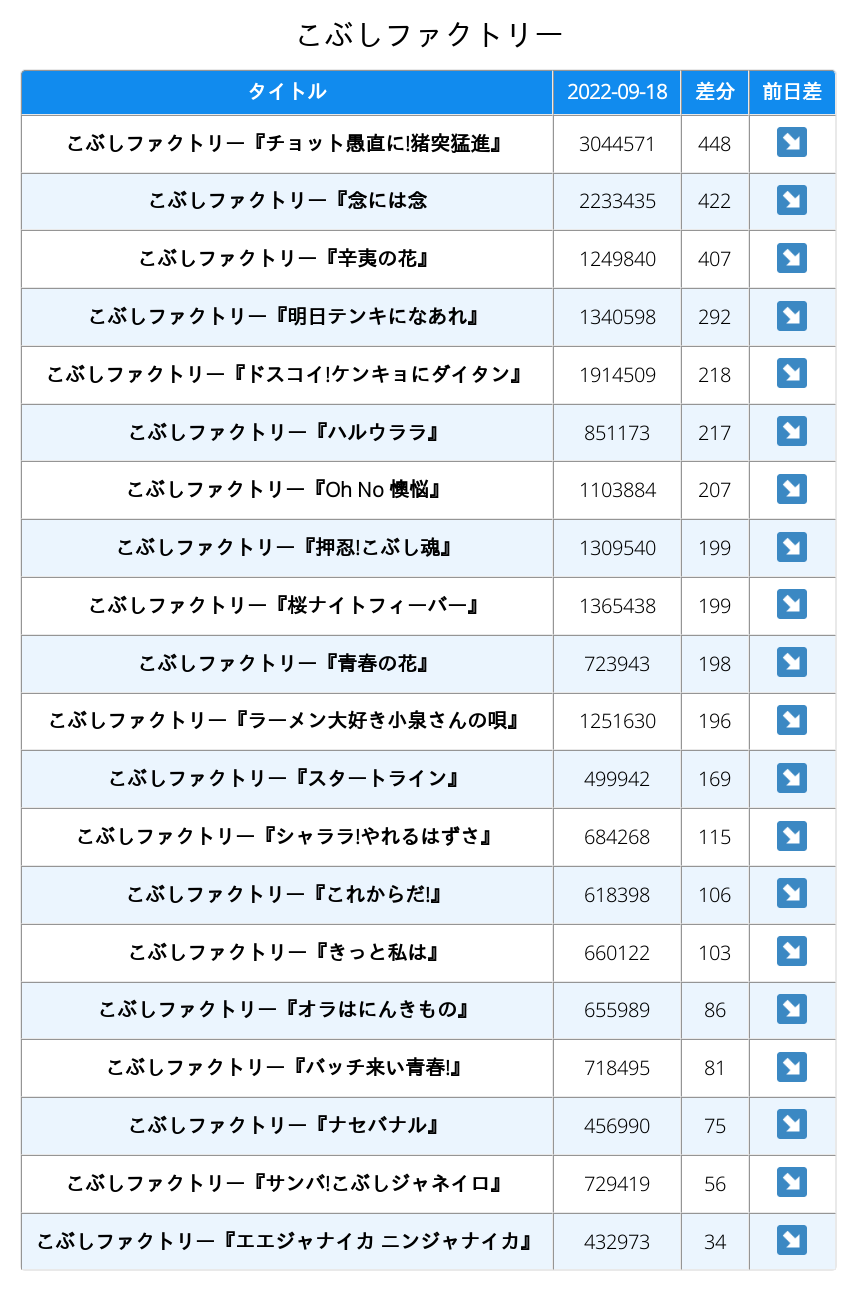 こぶしファクトリー
タイトル 2022-09-18 差分 前日差
こぶしファクトリー『チョット愚直に!猪突猛進』 3044571 448 ↘
こぶしファクトリー『念には念 2233435 422 ↘
こぶしファクトリー『辛夷の花』 1249840 407 ↘
こぶしファクトリー『明日テンキになあれ』 1340598 292 ↘
こぶしファクトリー『ドスコイ!ケンキョにダイタン』 1914509 218 ↘
こぶしファクトリー『ハルウララ』 851173 217 ↘
こぶしファクトリー『Oh No 懊悩』 1103884 207 ↘
こぶしファクトリー『押忍!こぶし魂』 1309540 199 ↘
こぶしファクトリー『桜ナイトフィーバー』 1365438 199 ↘
こぶしファクトリー『青春の花』 723943 198 ↘
こぶしファクトリー『ラーメン大好き小泉さんの唄』 1251630 196 ↘
こぶしファクトリー『スタートライン』 499942 169 ↘
こぶしファクトリー『シャララ!やれるはずさ』 684268 115 ↘
こぶしファクトリー『これからだ!』 618398 106 ↘
こぶしファクトリー『きっと私は』 660122 103 ↘
こぶしファクトリー『オラはにんきもの』 655989 86 ↘
こぶしファクトリー『バッチ来い青春!』 718495 81 ↘
こぶしファクトリー『ナセバナル』 456990 75 ↘
こぶしファクトリー『サンバ!こぶしジャネイロ』 729419 56 ↘
こぶしファクトリー『エエジャナイカ ニンジャナイカ』 432973 34 ↘